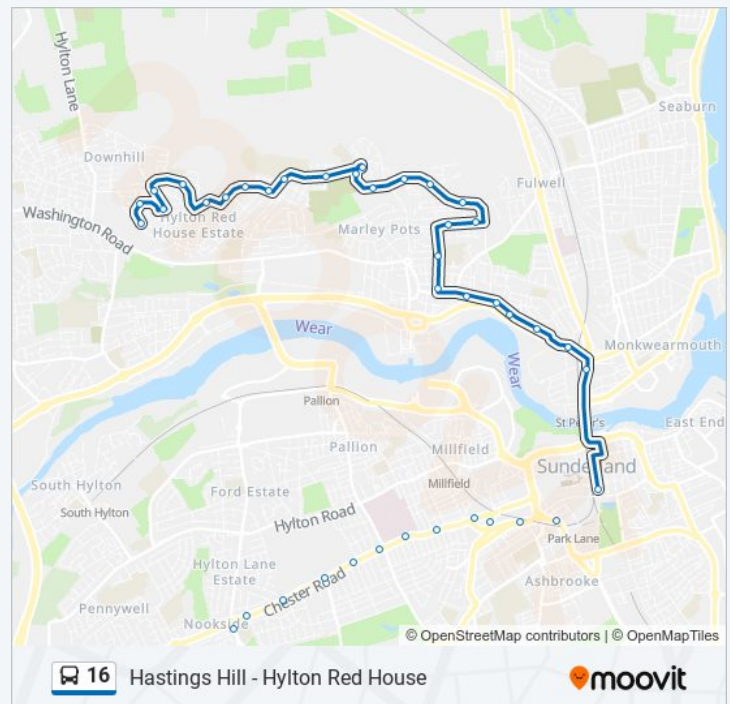 Hylton Lane
Seaburn
Downhill
Fulwell
Washington Road
Hylton Red
House Estate
Marley Pots
Wear
Monkwearmouth
Wear
Pallion
St Peter's
East End
Pallion
Millfield
Sunderland
South Hylton
Ford Estate
Millfield
South Hylton
Hylton Road
Park Lane
Hylton Lane
Estate
Ashbrooke
Chester Road
Pennywell
Nookside
© OpenStreetMap contributors | © OpenMapTiles
16 Hastings Hill - Hylton Red House
moovit